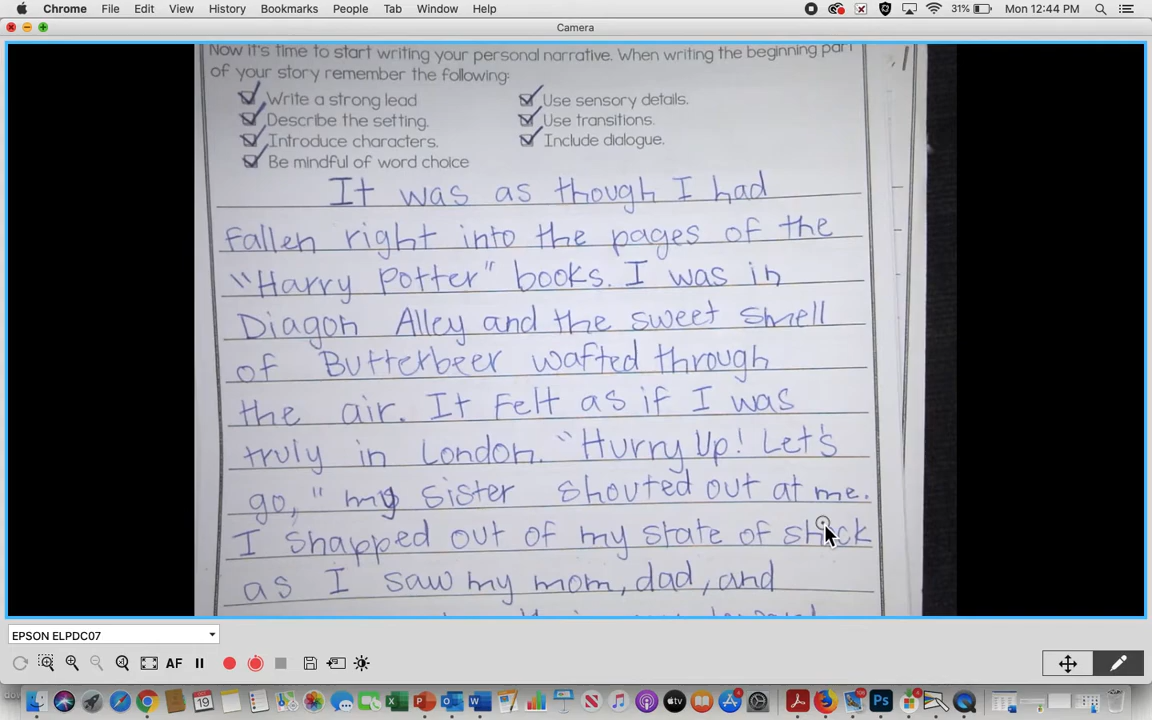 Chrome File Edit View History Bookmarks People Tab Window Help 31% Mon 12:44 PM
Camera
Now it's time to start writing your personal narrative. When writing the beginning part
of your story remember the following:
Write a strong lead Use sensory details.
Describe the setting. Use transitions.
Introduce characters. Include dialogue.
Be mindful of word choice
It was as though I had
fallen right into the pages of the
"Harry Potter" books. I was in
Diagon Alley and the sweet smell
of Butterbeer wafted through
the air. It felt as if I was
truly in London. "Hurry Up! Let's
go," my sister shouted out at me.
I snapped out of my state of shock
as I saw my mom, dad, and
EPSON ELPDC07
AF